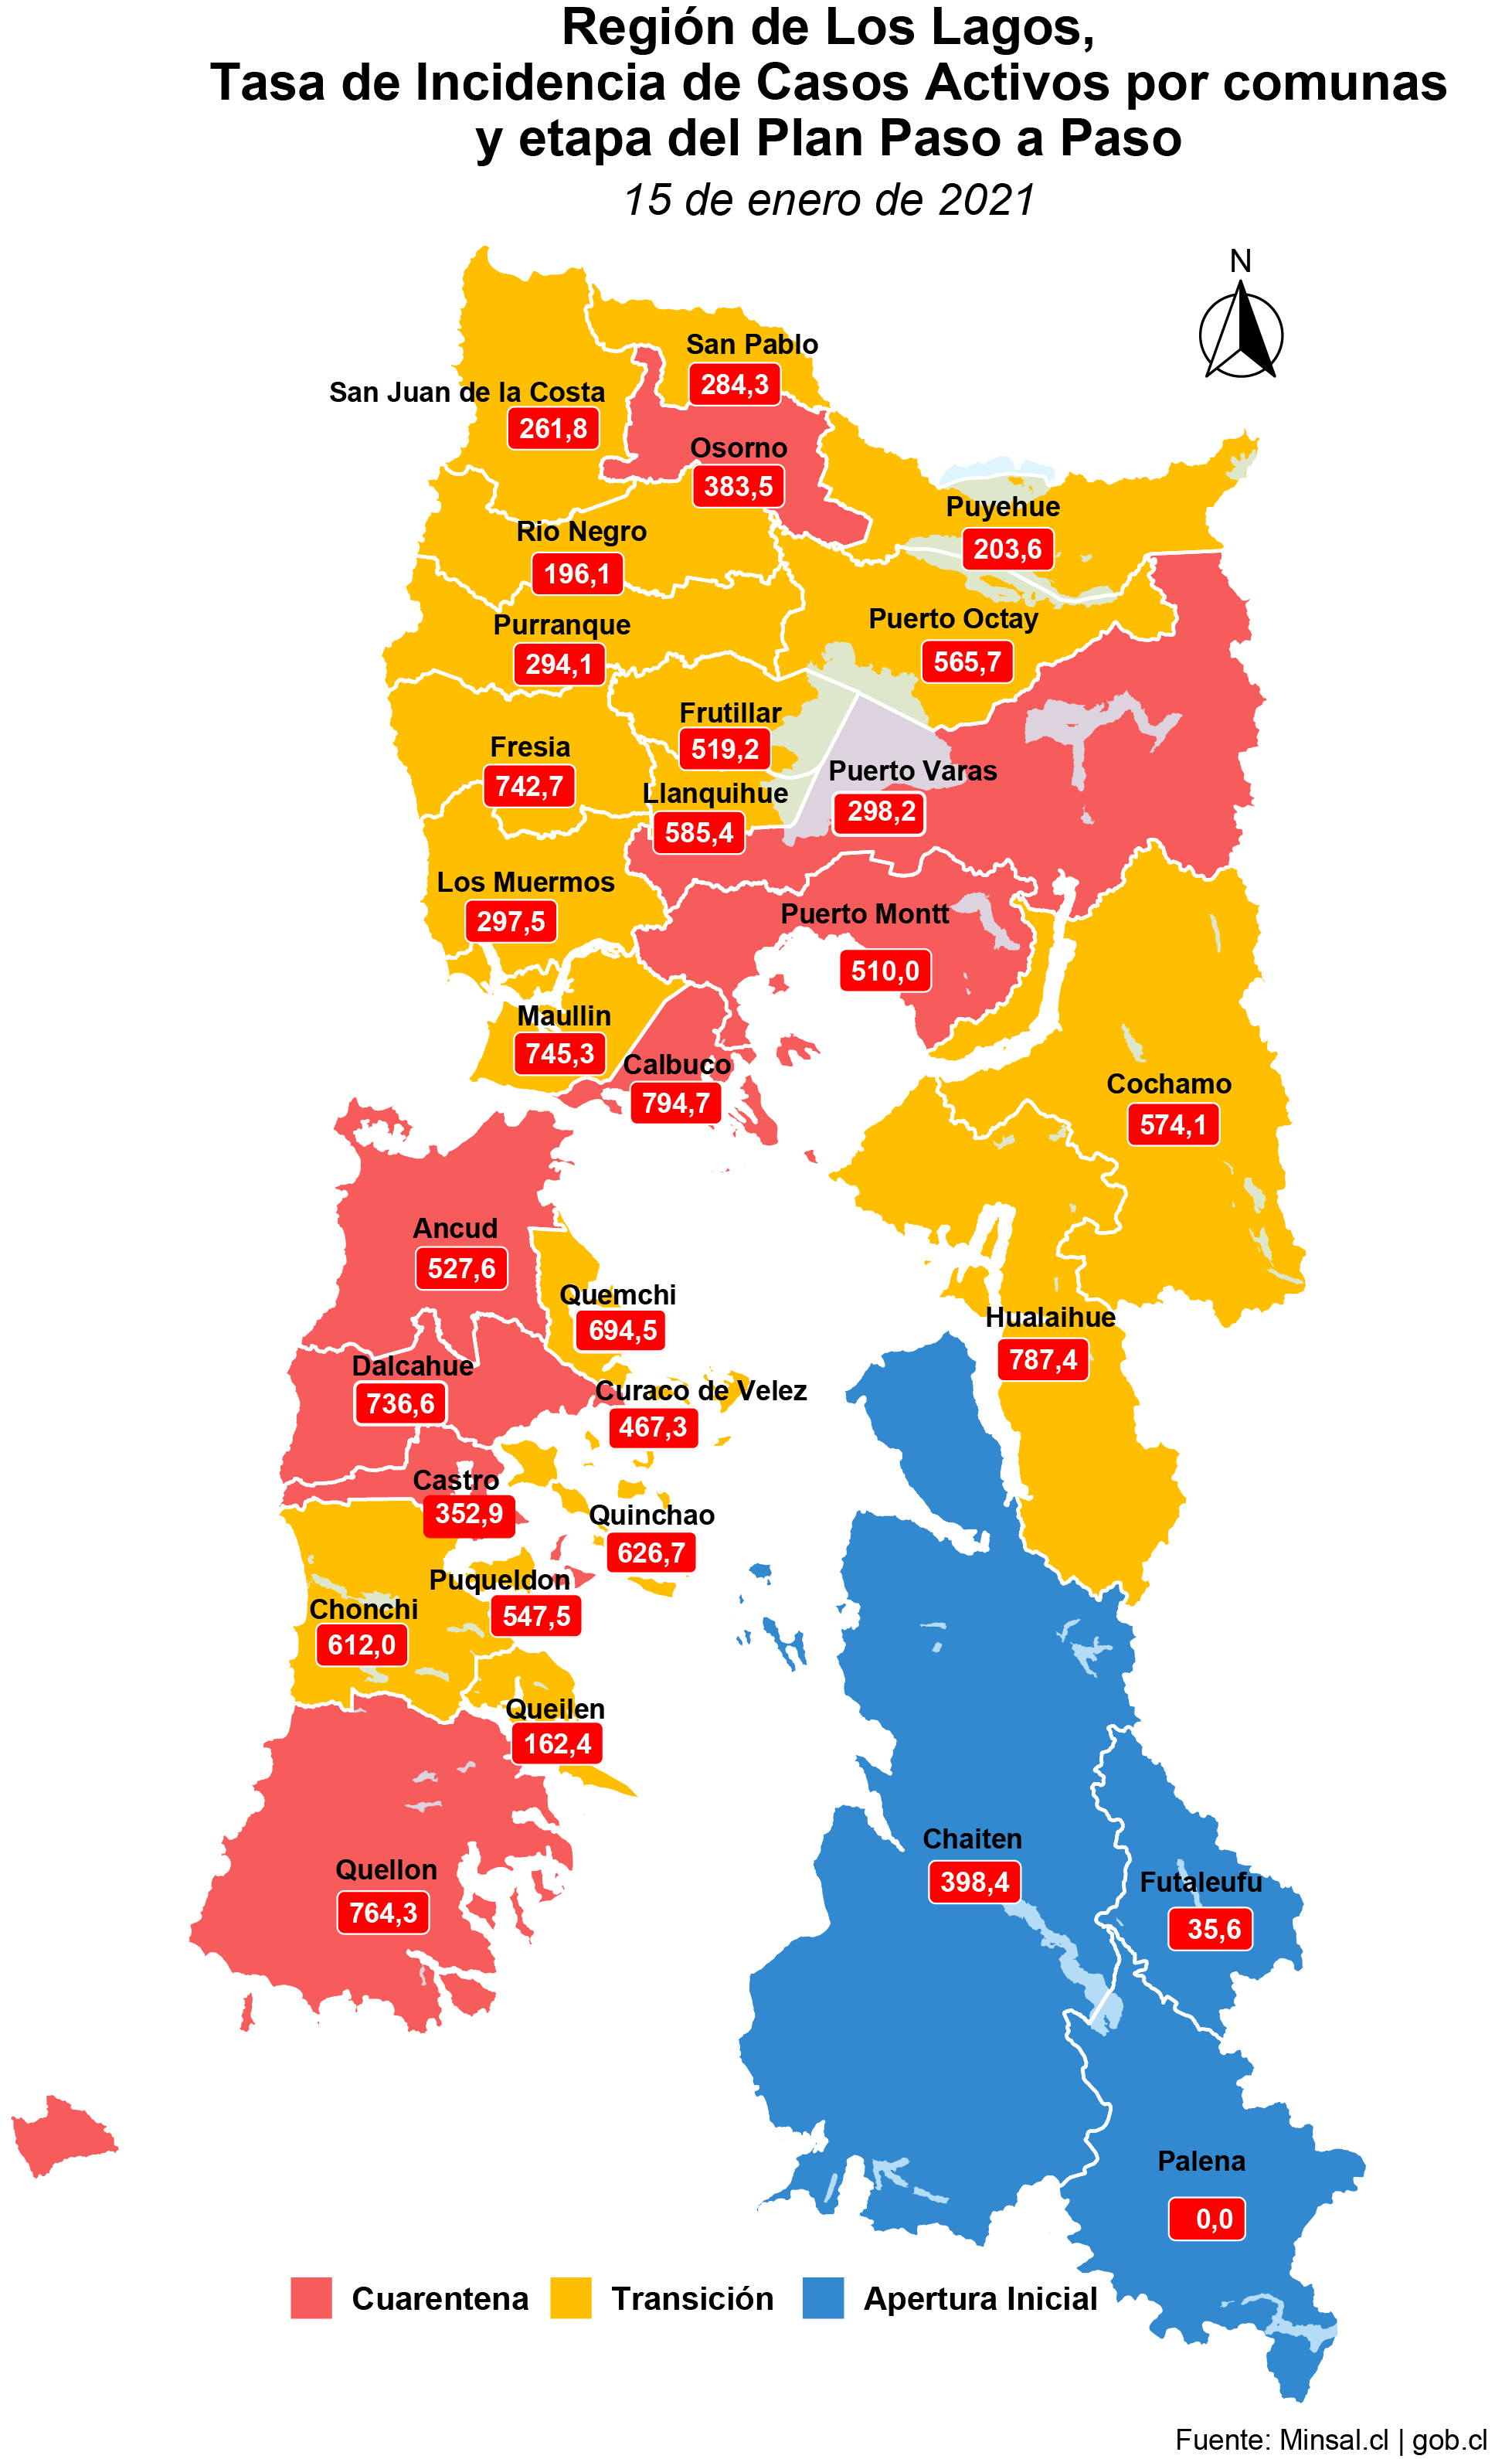 Región de Los Lagos,
Tasa de Incidencia de Casos Activos por comunas
y etapa del Plan Paso a Paso
15 de enero de 2021
N
San Pablo
284,3
San Juan de la Costa
261,8
Osorno
383,5
Puyehue
203,6
Rio Negro
196,1
Puerto Octay
565,7
Purranque
294,1
Frutillar
519,2
Fresia
742,7
Puerto Varas
298,2
Llanquihue
585,4
Los Muermos
297,5
Puerto Montt
510,0
Maullin
745,3
Calbuco
794,7
Cochamo
574,1
Ancud
527,6
Quemchi
694,5
Hualaihue
787,4
Dalcahue
736,6
Curaco de Velez
467,3
Castro
352,9
Quinchao
626,7
Puqueldon
547,5
Chonchi
612,0
Queilen
162,4
Chaiten
398,4
Quellon
764,3
Futaleufu
35,6
Palena
0,0
Cuarentena Transición Apertura Inicial
Fuente: Minsal.cl | gob.cl